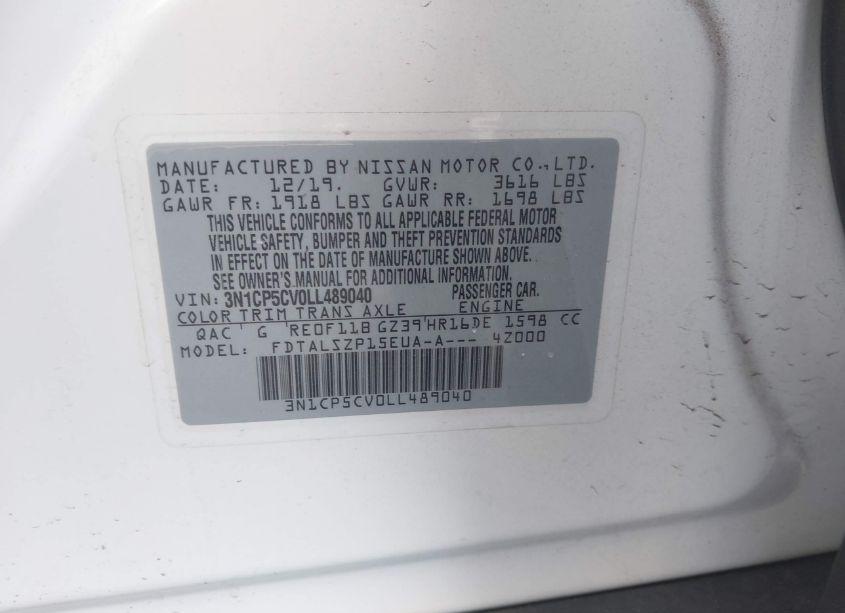 MANUFACTURED BY NISSAN MOTOR CO., LTD.
DATE: 12/19. GVWR: 3616 LBS
GAWR FR: 1918 LBS GAWR RR: 1698 LBS
THIS VEHICLE CONFORMS TO ALL APPLICABLE FEDERAL MOTOR
VEHICLE SAFETY, BUMPER AND THEFT PREVENTION STANDARDS
IN EFFECT ON THE DATE OF MANUFACTURE SHOWN ABOVE.
SEE OWNER'S MANUAL FOR ADDITIONAL INFORMATION.
VIN: 3N1CP5CV0LL489040 PASSENGER CAR.
COLOR TRIM TRANS AXLE ENGINE
QAC G RE0F11B GZ39 HR16DE 1598 CC
MODEL: FDTALSZP15EUA-A--- 4Z000
3N1CP5CV0LL489040